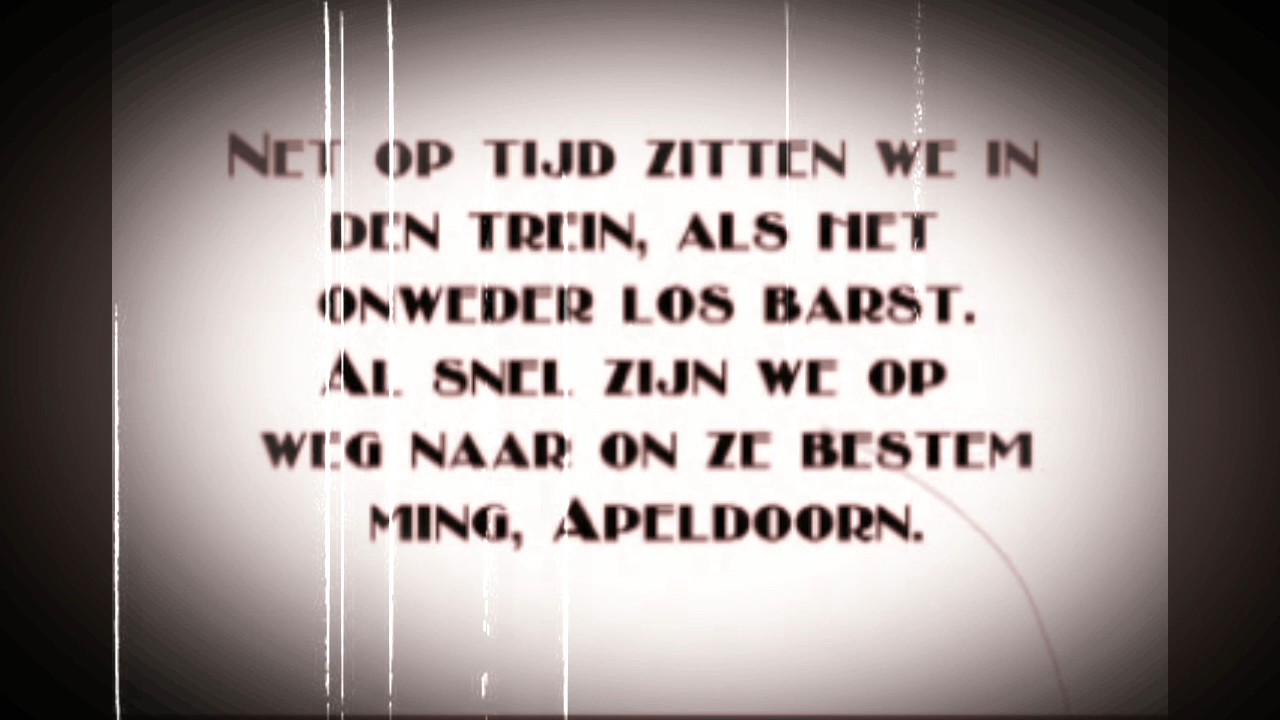 Net op tijd zitten we in
den trein, als het
onweder los barst.
Al snel zijn we op
weg naar on ze bestem
ming, Apeldoorn.